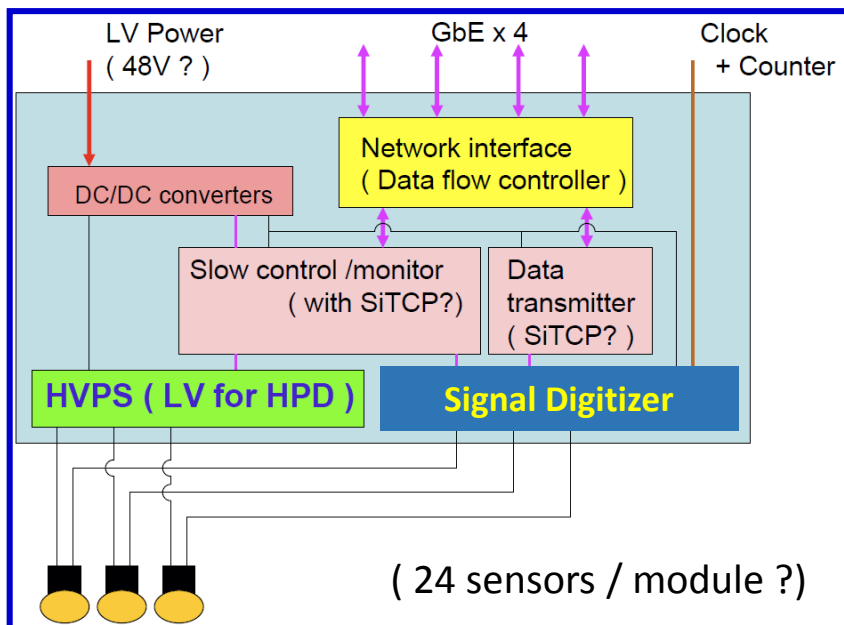 LV Power
( 48V ? )
GbE x 4
Clock
+ Counter
Network interface
( Data flow controller )
DC/DC converters
Slow control /monitor
( with SiTCP?)
Data
transmitter
( SiTCP? )
HVPS ( LV for HPD )
Signal Digitizer
( 24 sensors / module ?)